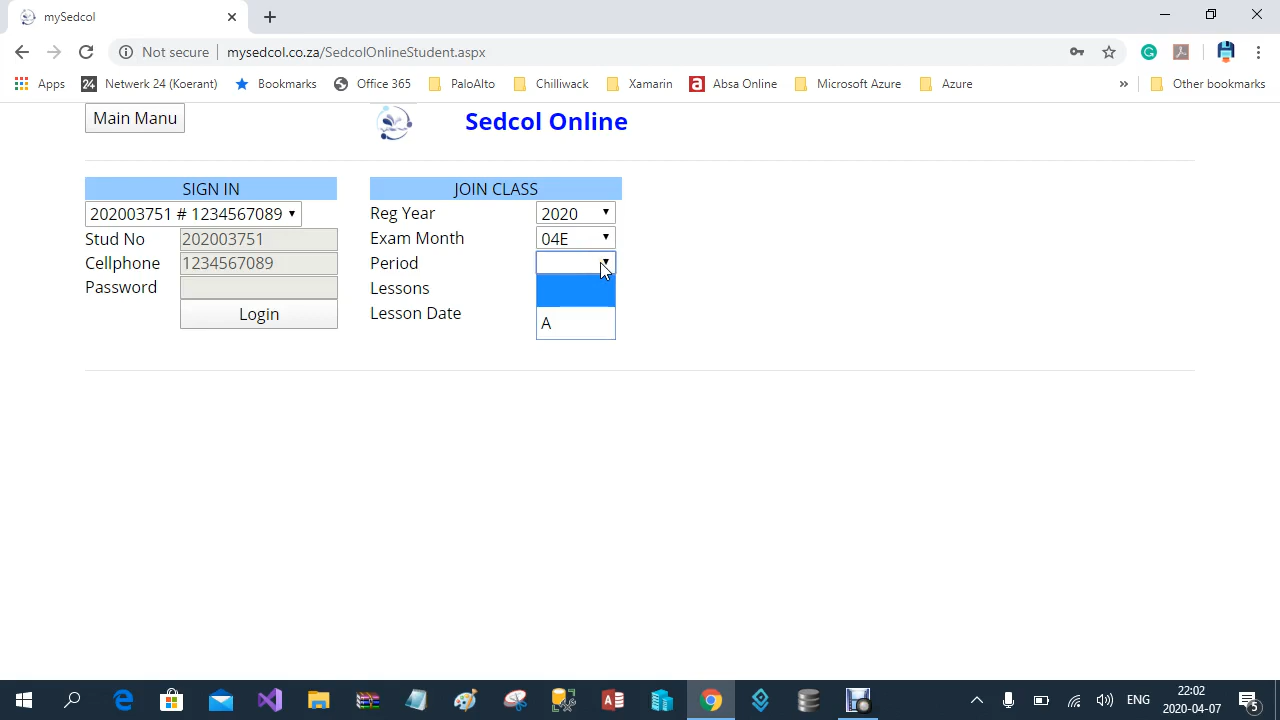 mySedcol
Not secure mysedcol.co.za/SedcolOnlineStudent.aspx
Apps 24 Netwerk 24 (Koerant) Bookmarks Office 365 PaloAlto Chilliwack Xamarin a Absa Online Microsoft Azure Azure » Other bookmarks
Main Manu
Sedcol Online
SIGN IN
202003751 # 1234567089
Stud No 202003751
Cellphone 1234567089
Password
Login
JOIN CLASS
Reg Year 2020
Exam Month 04E
Period
Lessons
A
Lesson Date
ENG
22:02
2020-04-07
5